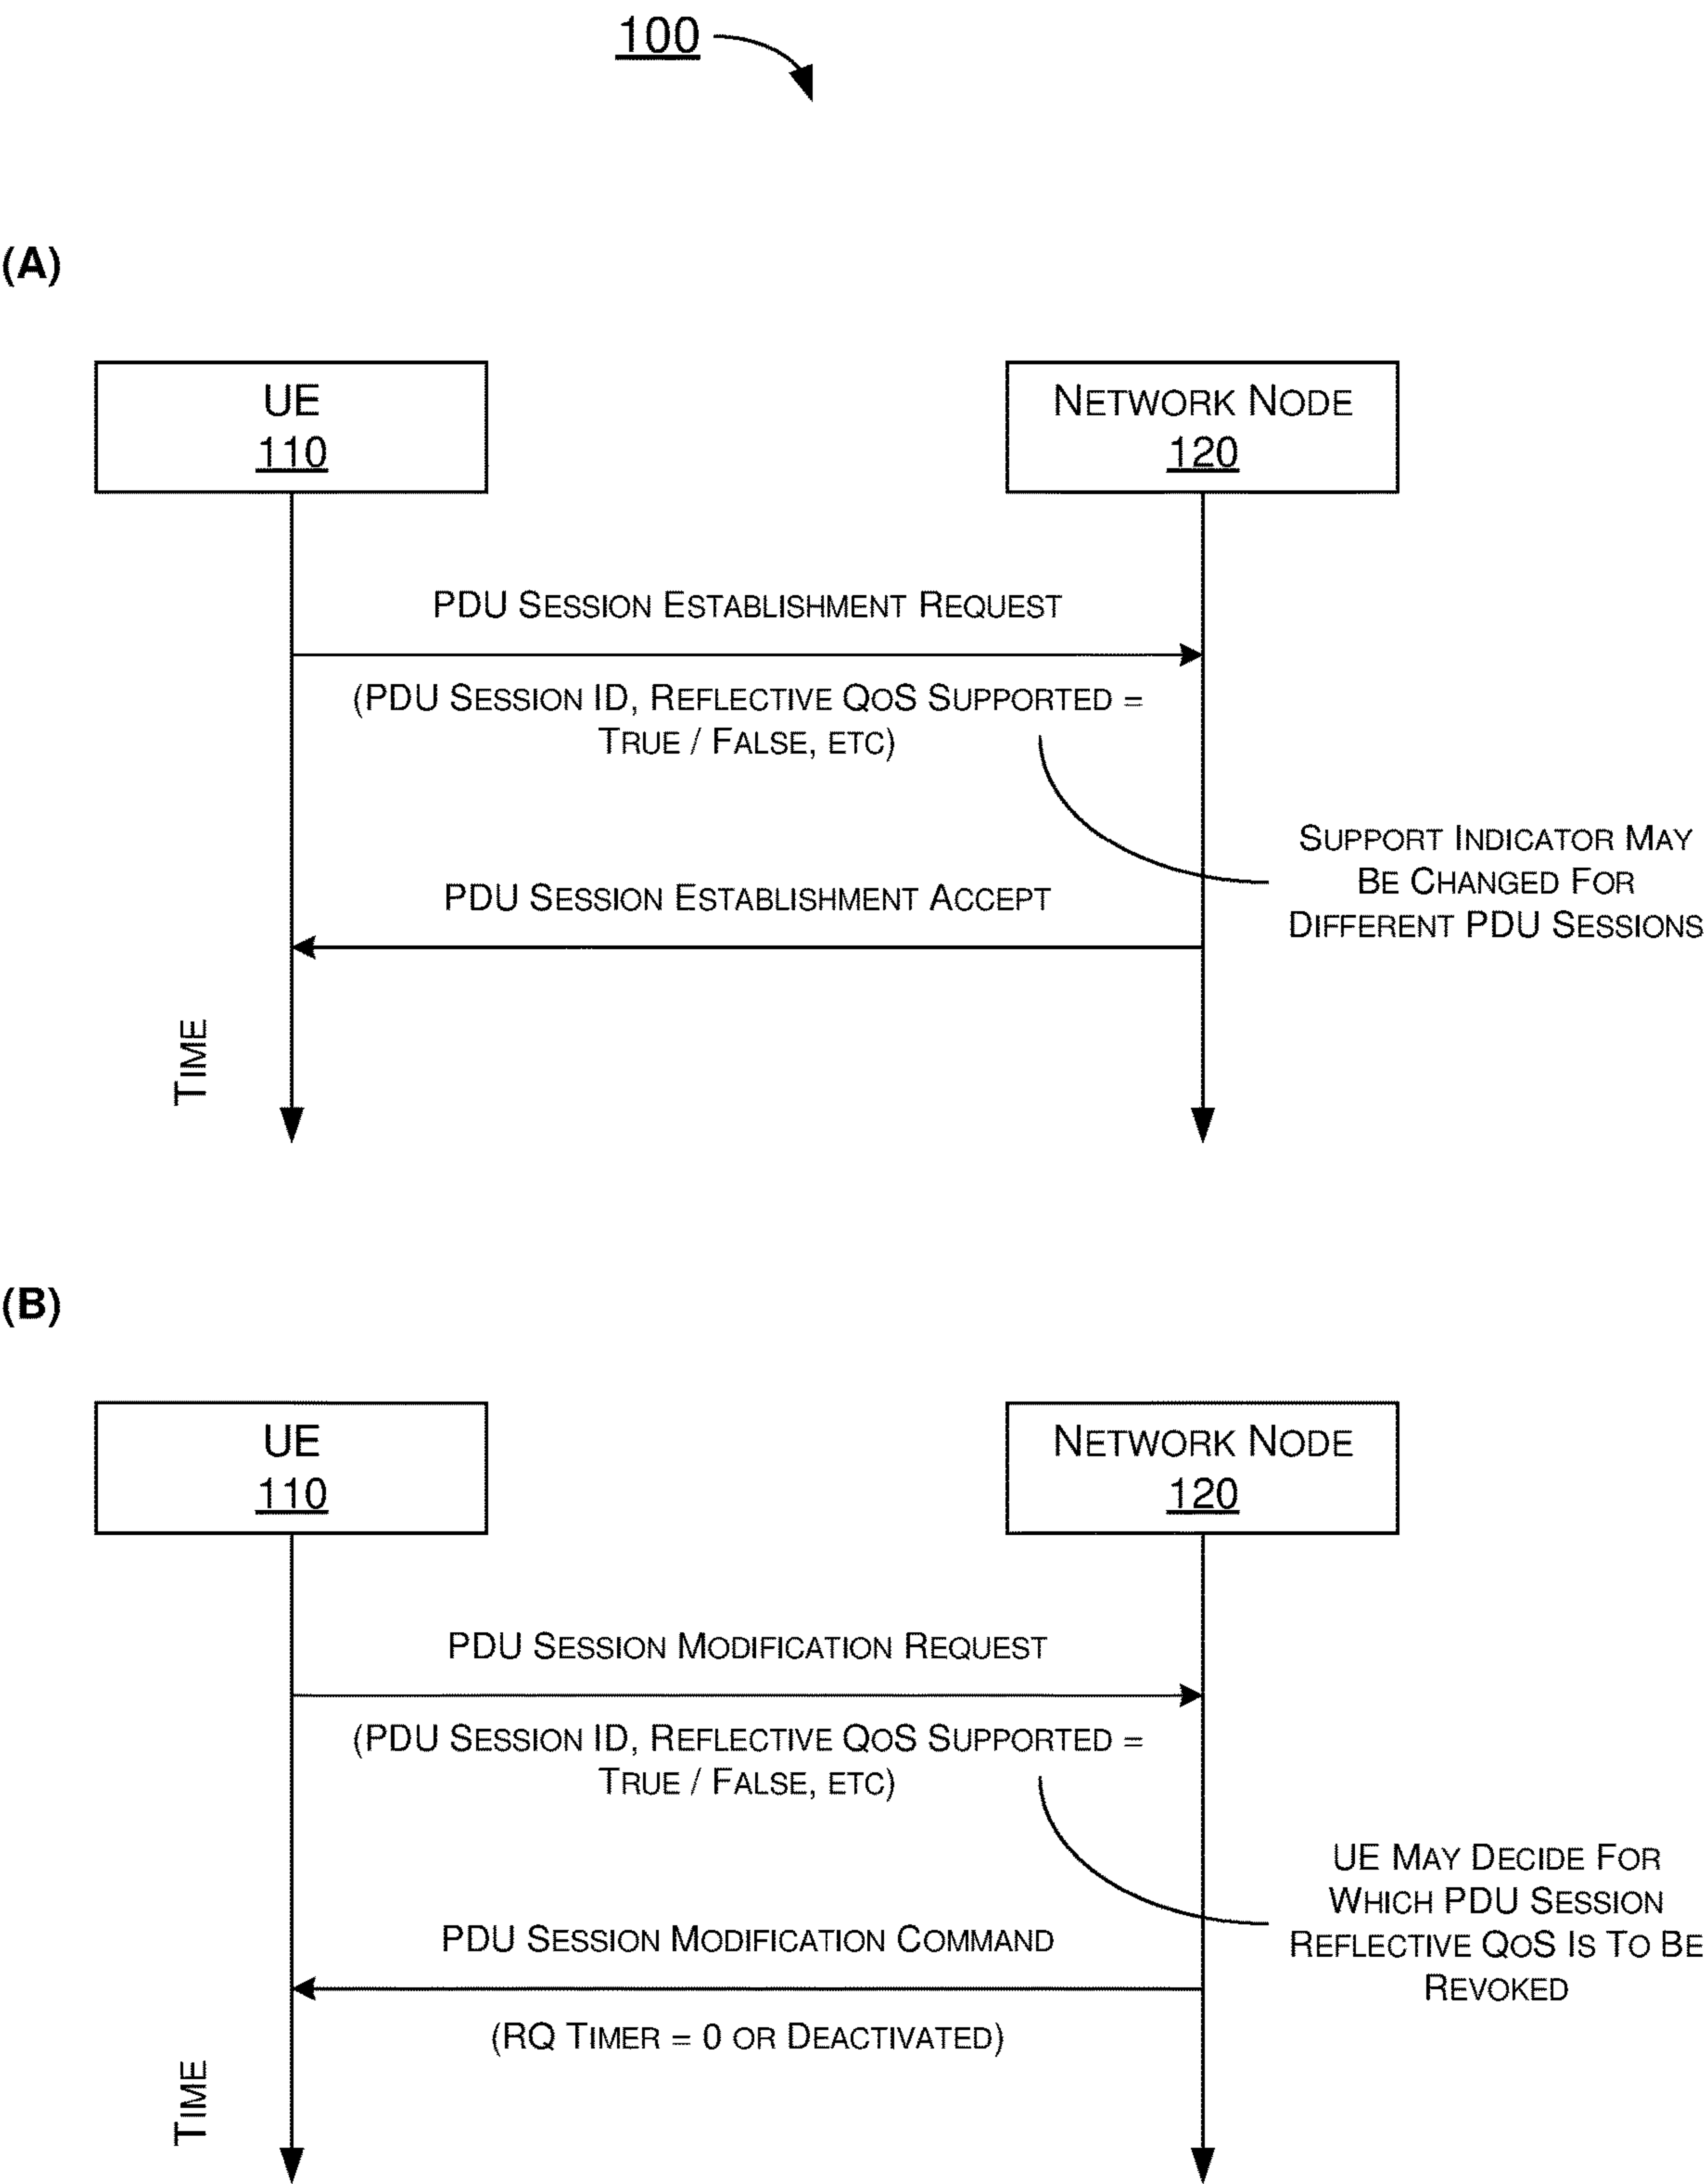 100
(A)
UE
110
NETWORK NODE
120
PDU SESSION ESTABLISHMENT REQUEST
(PDU SESSION ID, REFLECTIVE QOS SUPPORTED =
TRUE / FALSE, ETC)
SUPPORT INDICATOR MAY
BE CHANGED FOR
DIFFERENT PDU SESSIONS
PDU SESSION ESTABLISHMENT ACCEPT
TIME
(B)
UE
110
NETWORK NODE
120
PDU SESSION MODIFICATION REQUEST
(PDU SESSION ID, REFLECTIVE QOS SUPPORTED =
TRUE / FALSE, ETC)
UE MAY DECIDE FOR
WHICH PDU SESSION
REFLECTIVE QOS IS TO BE
REVOKED
PDU SESSION MODIFICATION COMMAND
(RQ TIMER = 0 OR DEACTIVATED)
TIME